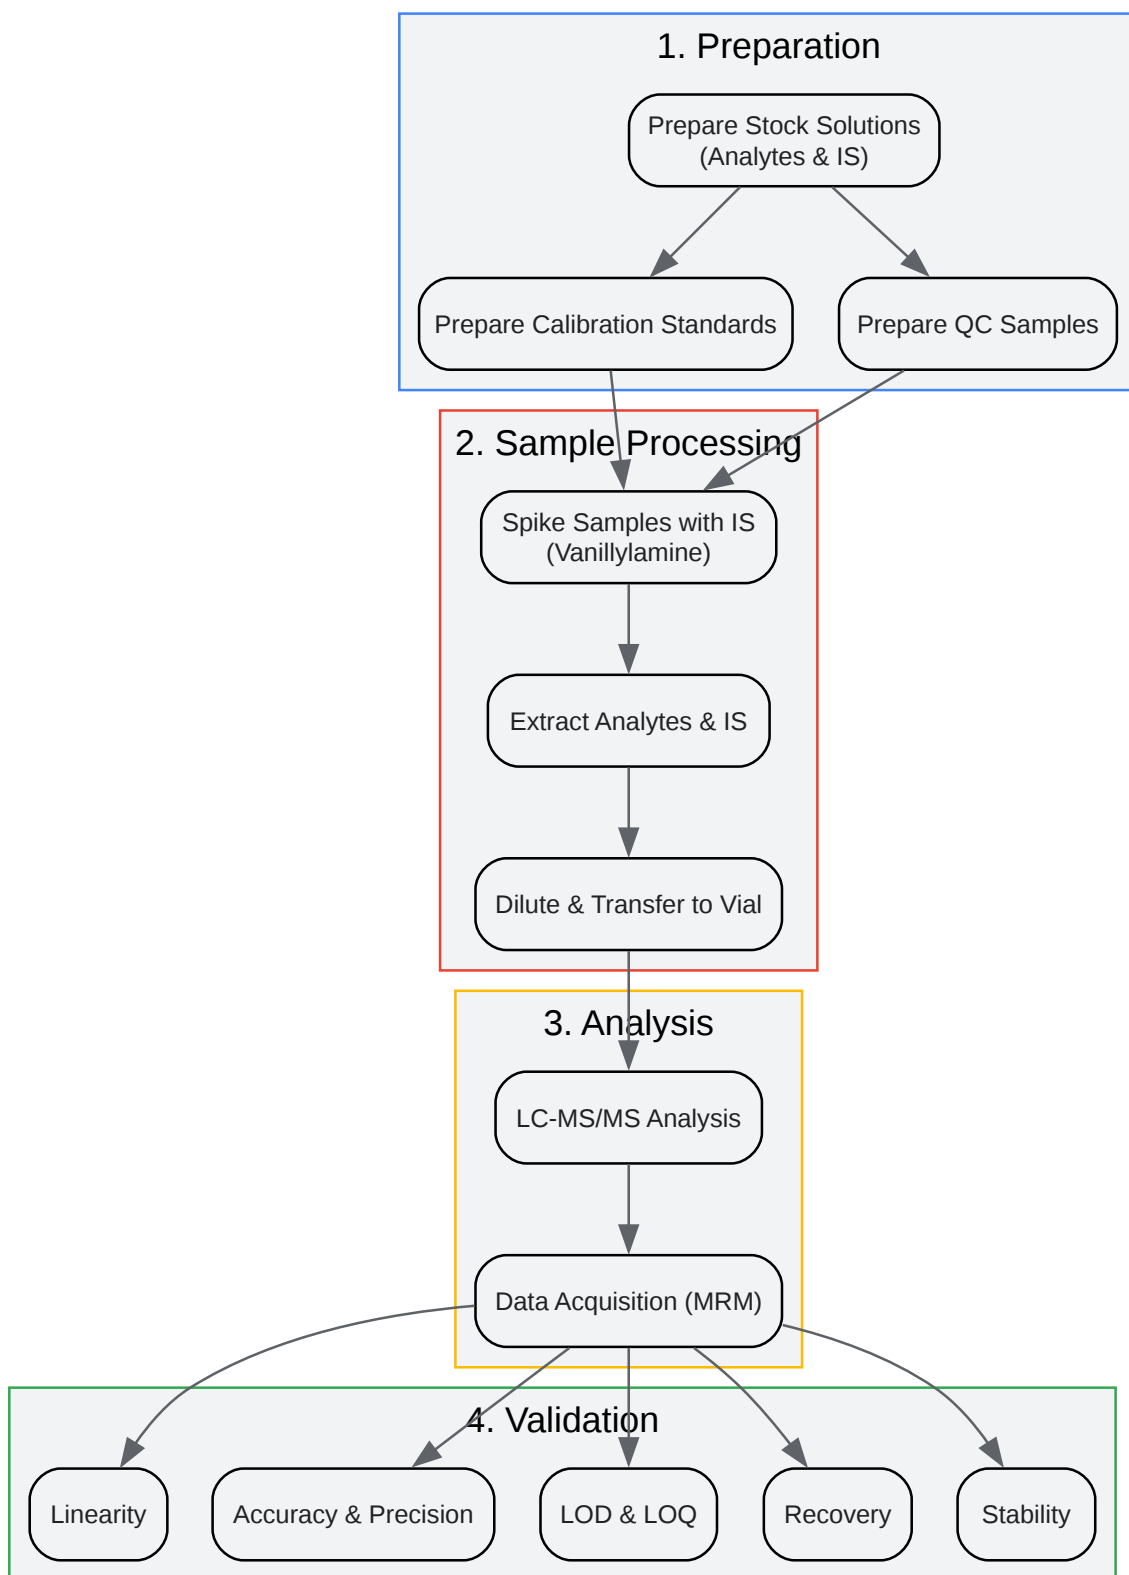 1. Preparation
Prepare Stock Solutions
(Analytes & IS)
Prepare Calibration Standards
Prepare QC Samples
2. Sample Processing
Spike Samples with IS
(Vanillylamine)
Extract Analytes & IS
Dilute & Transfer to Vial
3. Analysis
LC-MS/MS Analysis
Data Acquisition (MRM)
4. Validation
Linearity
Accuracy & Precision
LOD & LOQ
Recovery
Stability